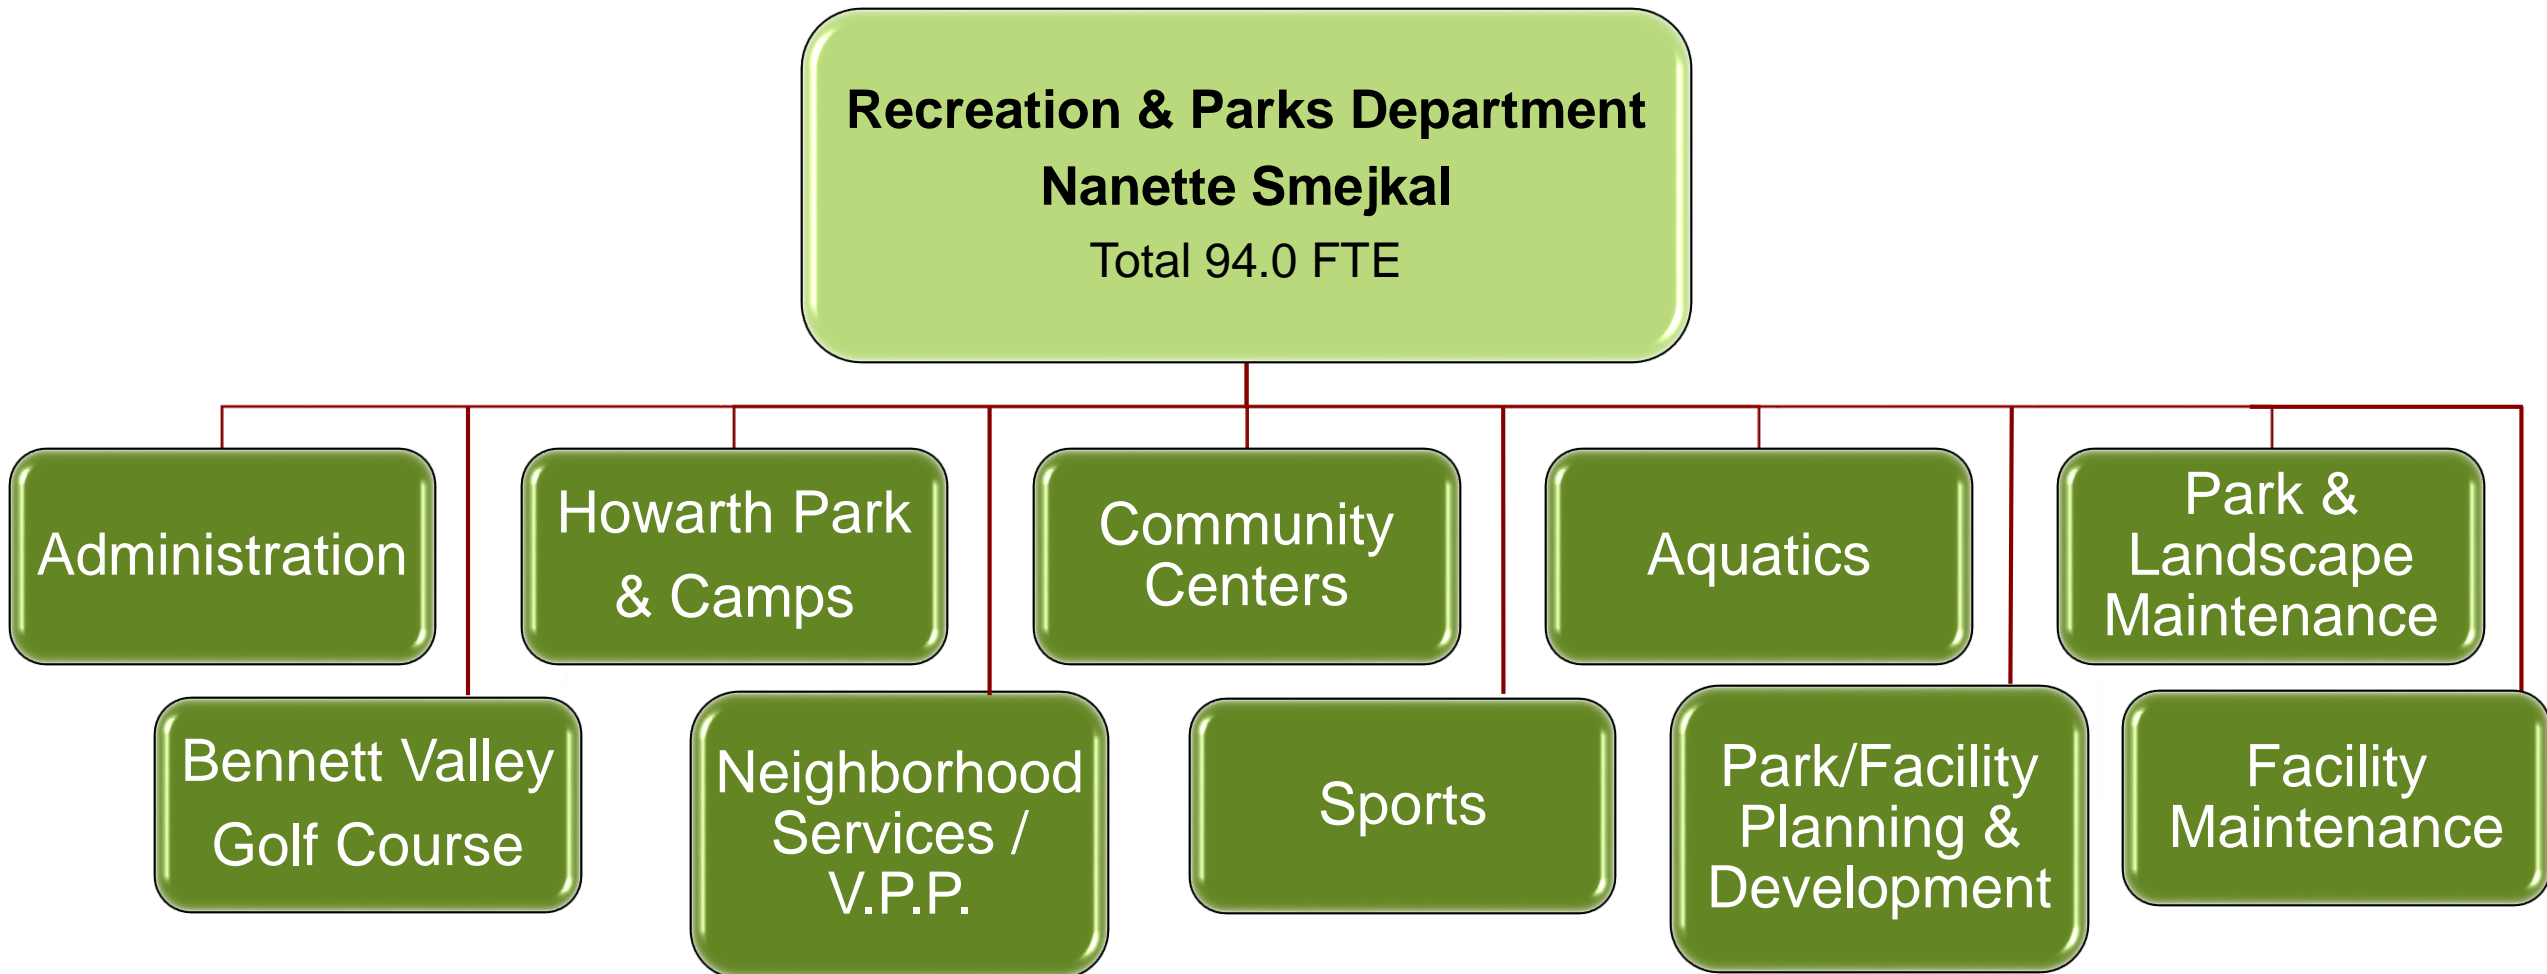 Recreation & Parks Department
Nanette Smejkal
Total 94.0 FTE
Administration
Howarth Park
& Camps
Community
Centers
Aquatics
Park &
Landscape
Maintenance
Bennett Valley
Golf Course
Neighborhood
Services /
V.P.P.
Sports
Park/Facility
Planning &
Development
Facility
Maintenance